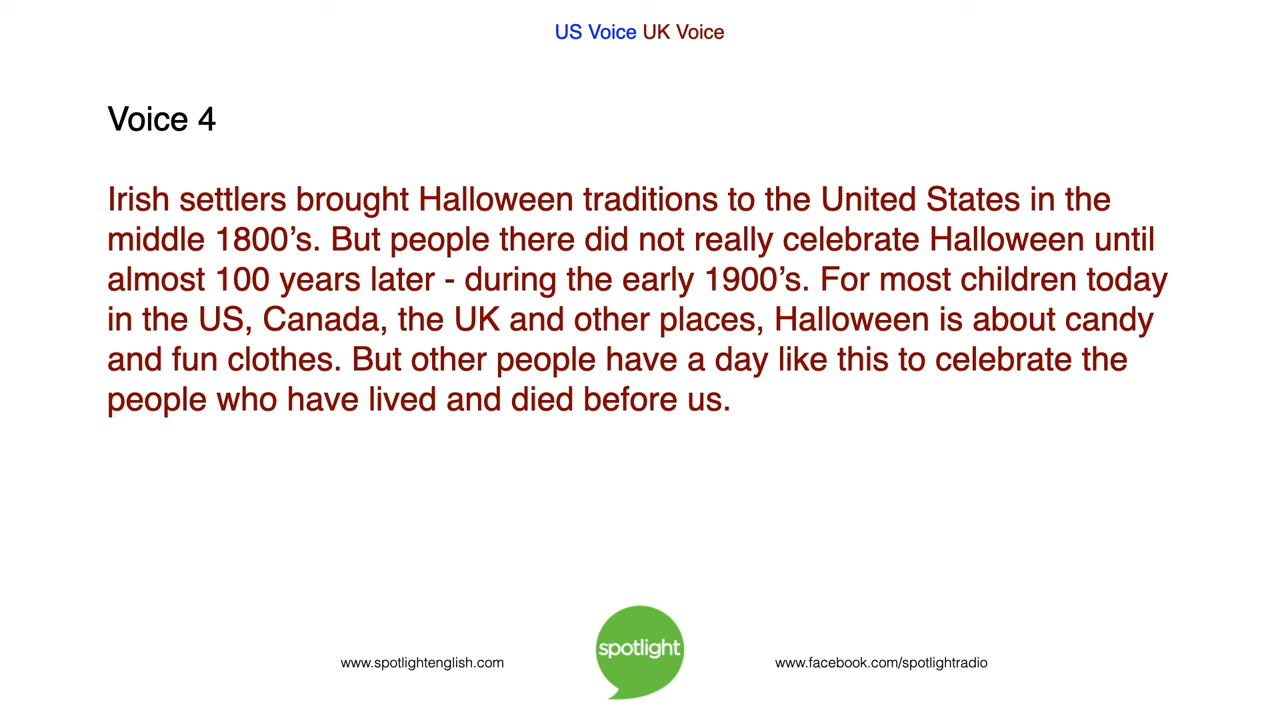 US Voice UK Voice
Voice 4
Irish settlers brought Halloween traditions to the United States in the
middle 1800’s. But people there did not really celebrate Halloween until
almost 100 years later - during the early 1900’s. For most children today
in the US, Canada, the UK and other places, Halloween is about candy
and fun clothes. But other people have a day like this to celebrate the
people who have lived and died before us.
www.spotlightenglish.com
spotlight
www.facebook.com/spotlightradio